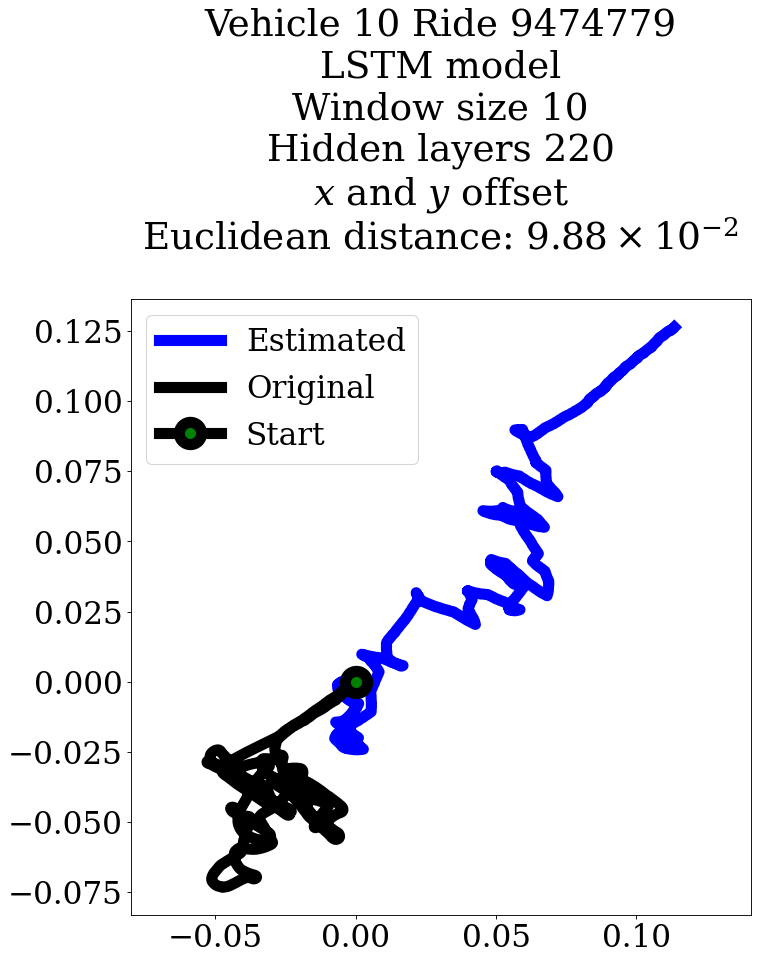 Vehicle 10 Ride 9474779
LSTM model
Window size 10
Hidden layers 220
x and y offset
Euclidean distance: 9.88 × 10⁻²
Estimated
Original
Start
0.125
0.100
0.075
0.050
0.025
0.000
−0.025
−0.050
−0.075
−0.05
0.00
0.05
0.10